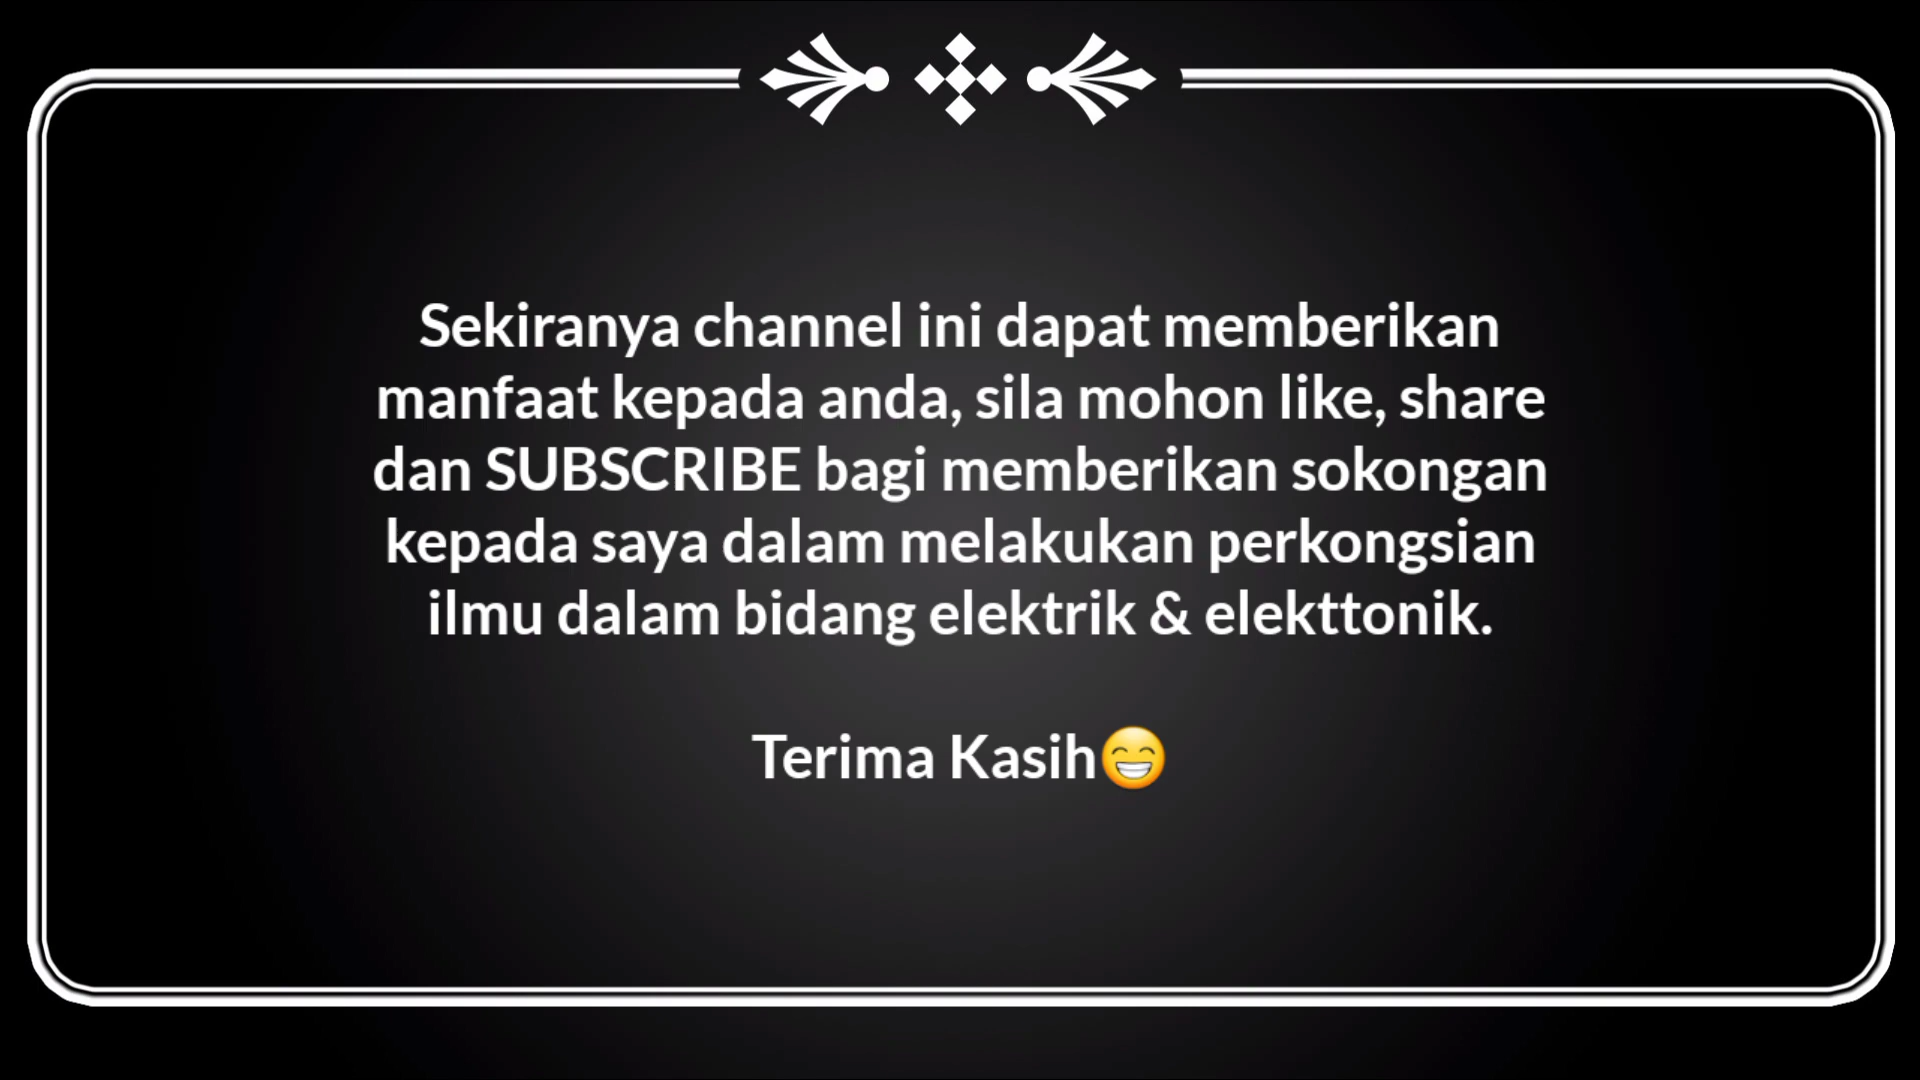 Sekiranya channel ini dapat memberikan
manfaat kepada anda, sila mohon like, share
dan SUBSCRIBE bagi memberikan sokongan
kepada saya dalam melakukan perkongsian
ilmu dalam bidang elektrik & elekttonik.
Terima Kasih😁